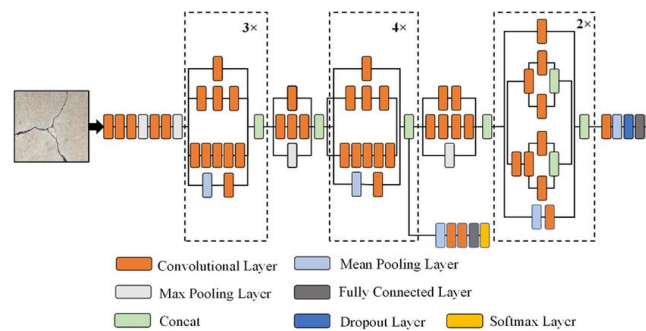 3× 4× 2×
Convolutional Layer Mean Pooling Layer
Max Pooling Layer Fully Connected Layer
Concat Dropout Layer Softmax Layer